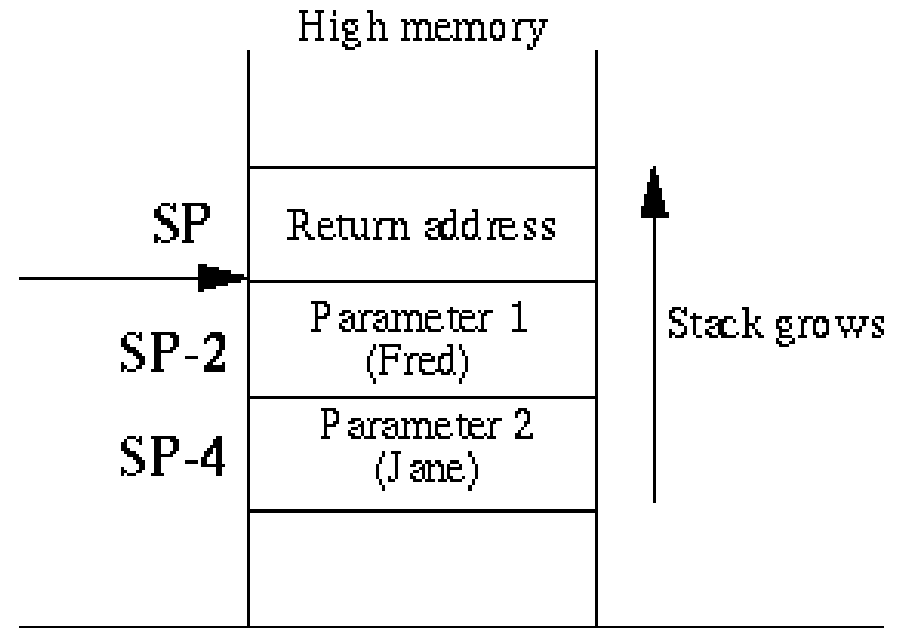 High memory
SP
Return address
Parameter 1
(Fred)
SP-2
Stack grows
Parameter 2
(Jane)
SP-4